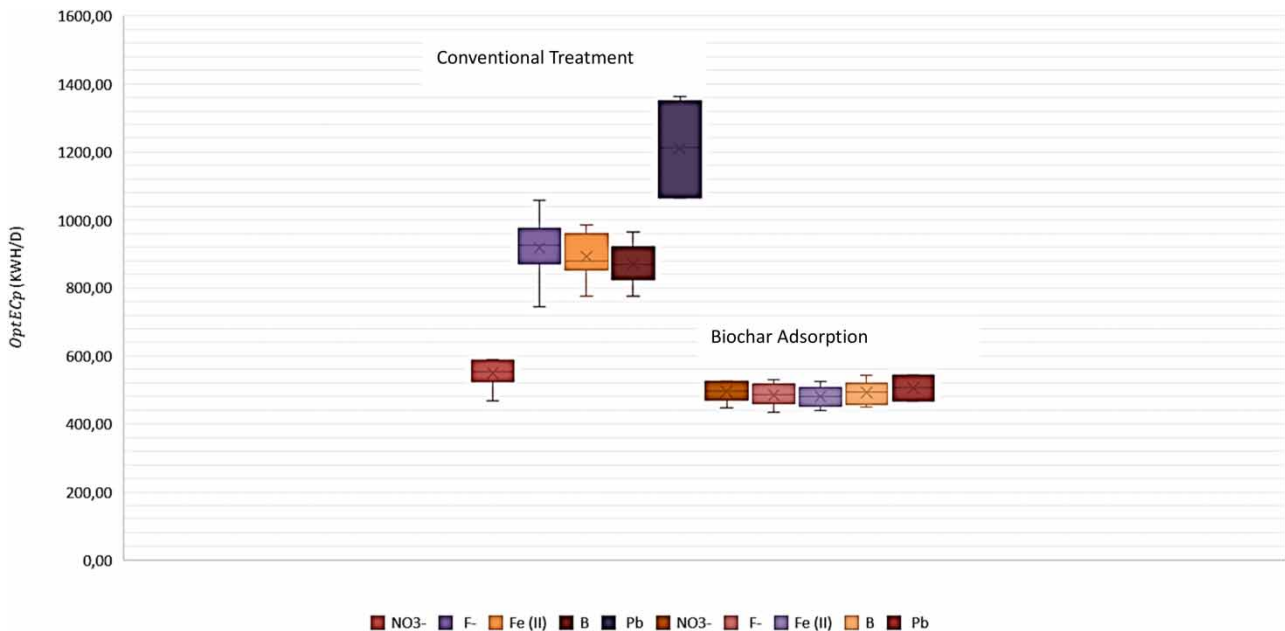 1600,00
1400,00
1200,00
1000,00
800,00
600,00
400,00
200,00
0,00
OptECp (KWH/D)
Conventional Treatment
Biochar Adsorption
NO3- F- Fe (II) B Pb NO3- F- Fe (II) B Pb